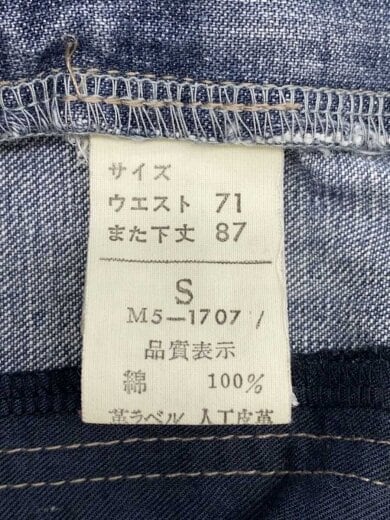 サイズ
ウエスト 71
また下丈 87
S
M5-1707 /
品質表示
綿 100%
革ラベル 人工皮革